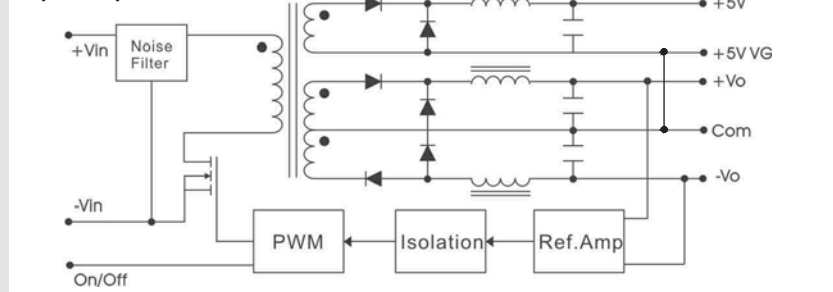 +5V
+Vin
Noise
Filter
+5V VG
+Vo
Com
-Vo
-Vin
PWM
Isolation
Ref.Amp
On/Off